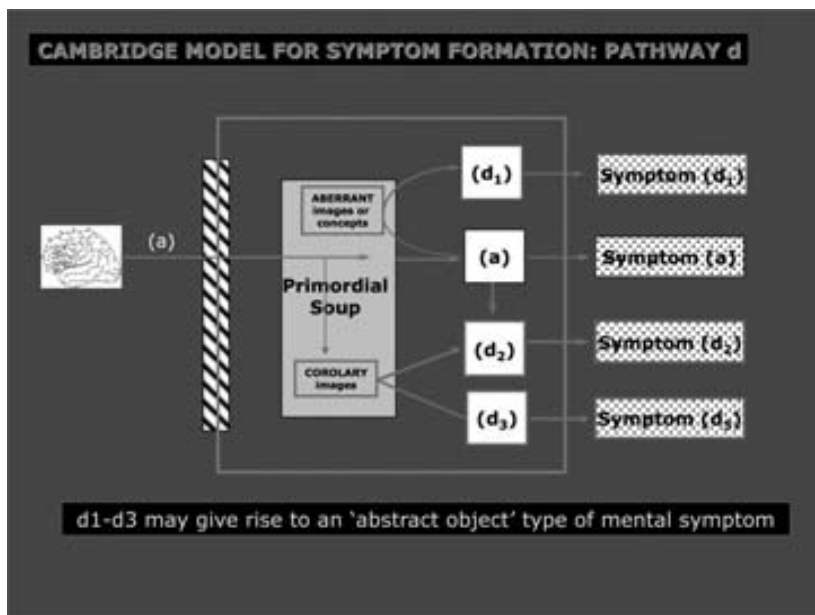 CAMBRIDGE MODEL FOR SYMPTOM FORMATION: PATHWAY d
(a)
ABERRANT
images or
concepts
Primordial
Soup
COROLARY
images
(d1)
(a)
(d2)
(d3)
Symptom (d1)
Symptom (a)
Symptom (d2)
Symptom (d3)
d1-d3 may give rise to an ‘abstract object’ type of mental symptom